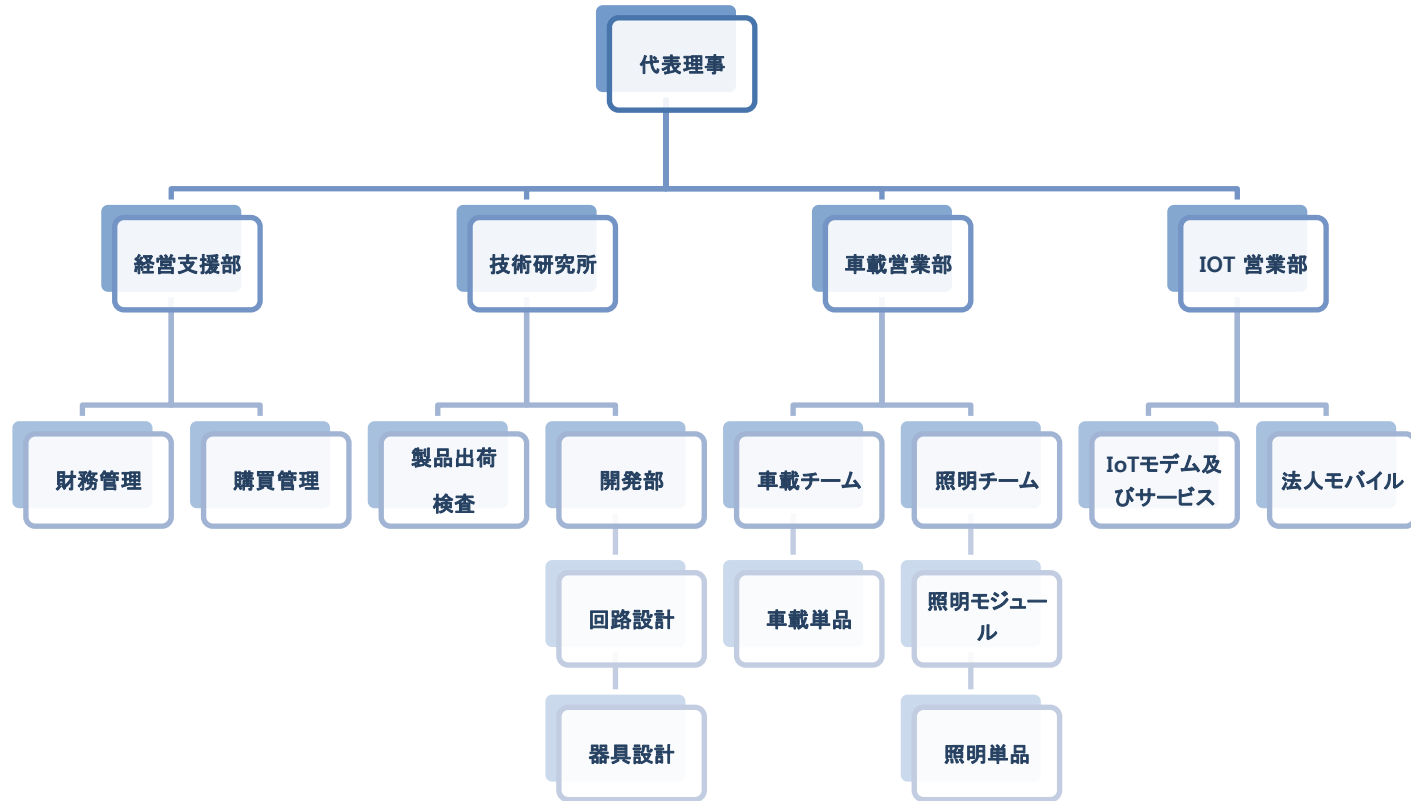 代表理事
経営支援部
技術研究所
車載営業部
IOT 営業部
財務管理
購買管理
製品出荷
検査
開発部
車載チーム
照明チーム
IoTモデム及
びサービス
法人モバイル
回路設計
車載単品
照明モジュー
ル
器具設計
照明単品